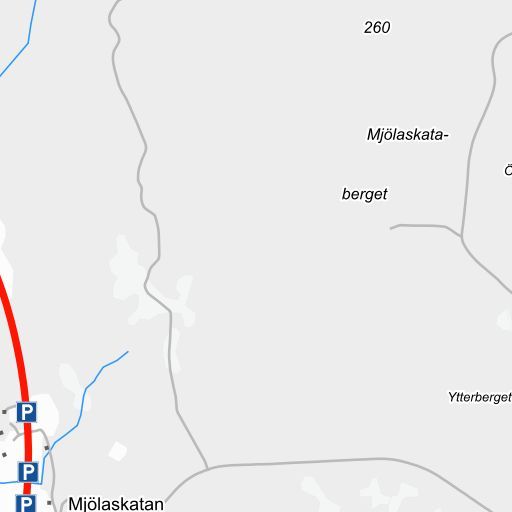 260
Mjölaskata-
berget
Ö
Ytterberget
P
P
P
Mjölaskatan